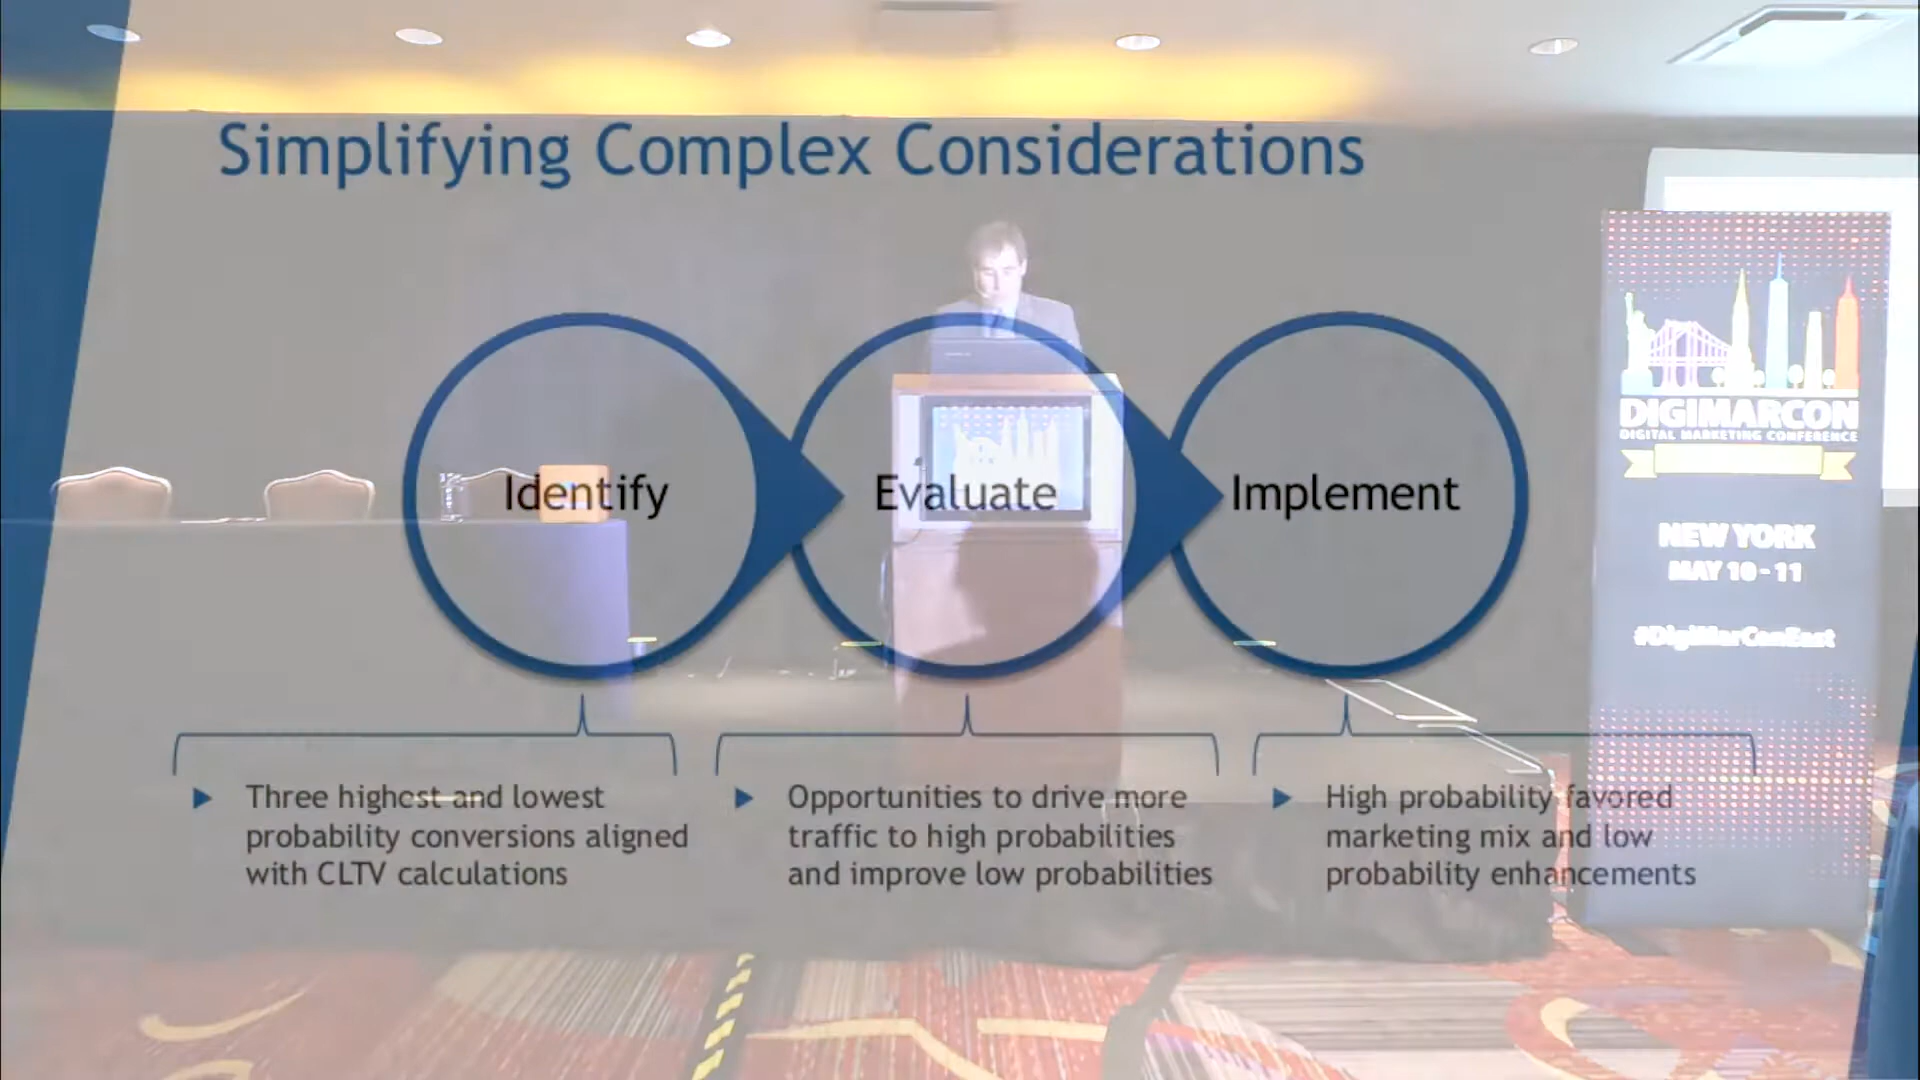 Simplifying Complex Considerations
Identify
Evaluate
Implement
Three highest and lowest
probability conversions aligned
with CLTV calculations
Opportunities to drive more
traffic to high probabilities
and improve low probabilities
High probability favored
marketing mix and low
probability enhancements
DIGIMARCON
DIGITAL MARKETING CONFERENCE
NEW YORK
MAY 10 - 11
#DigiMarConEast